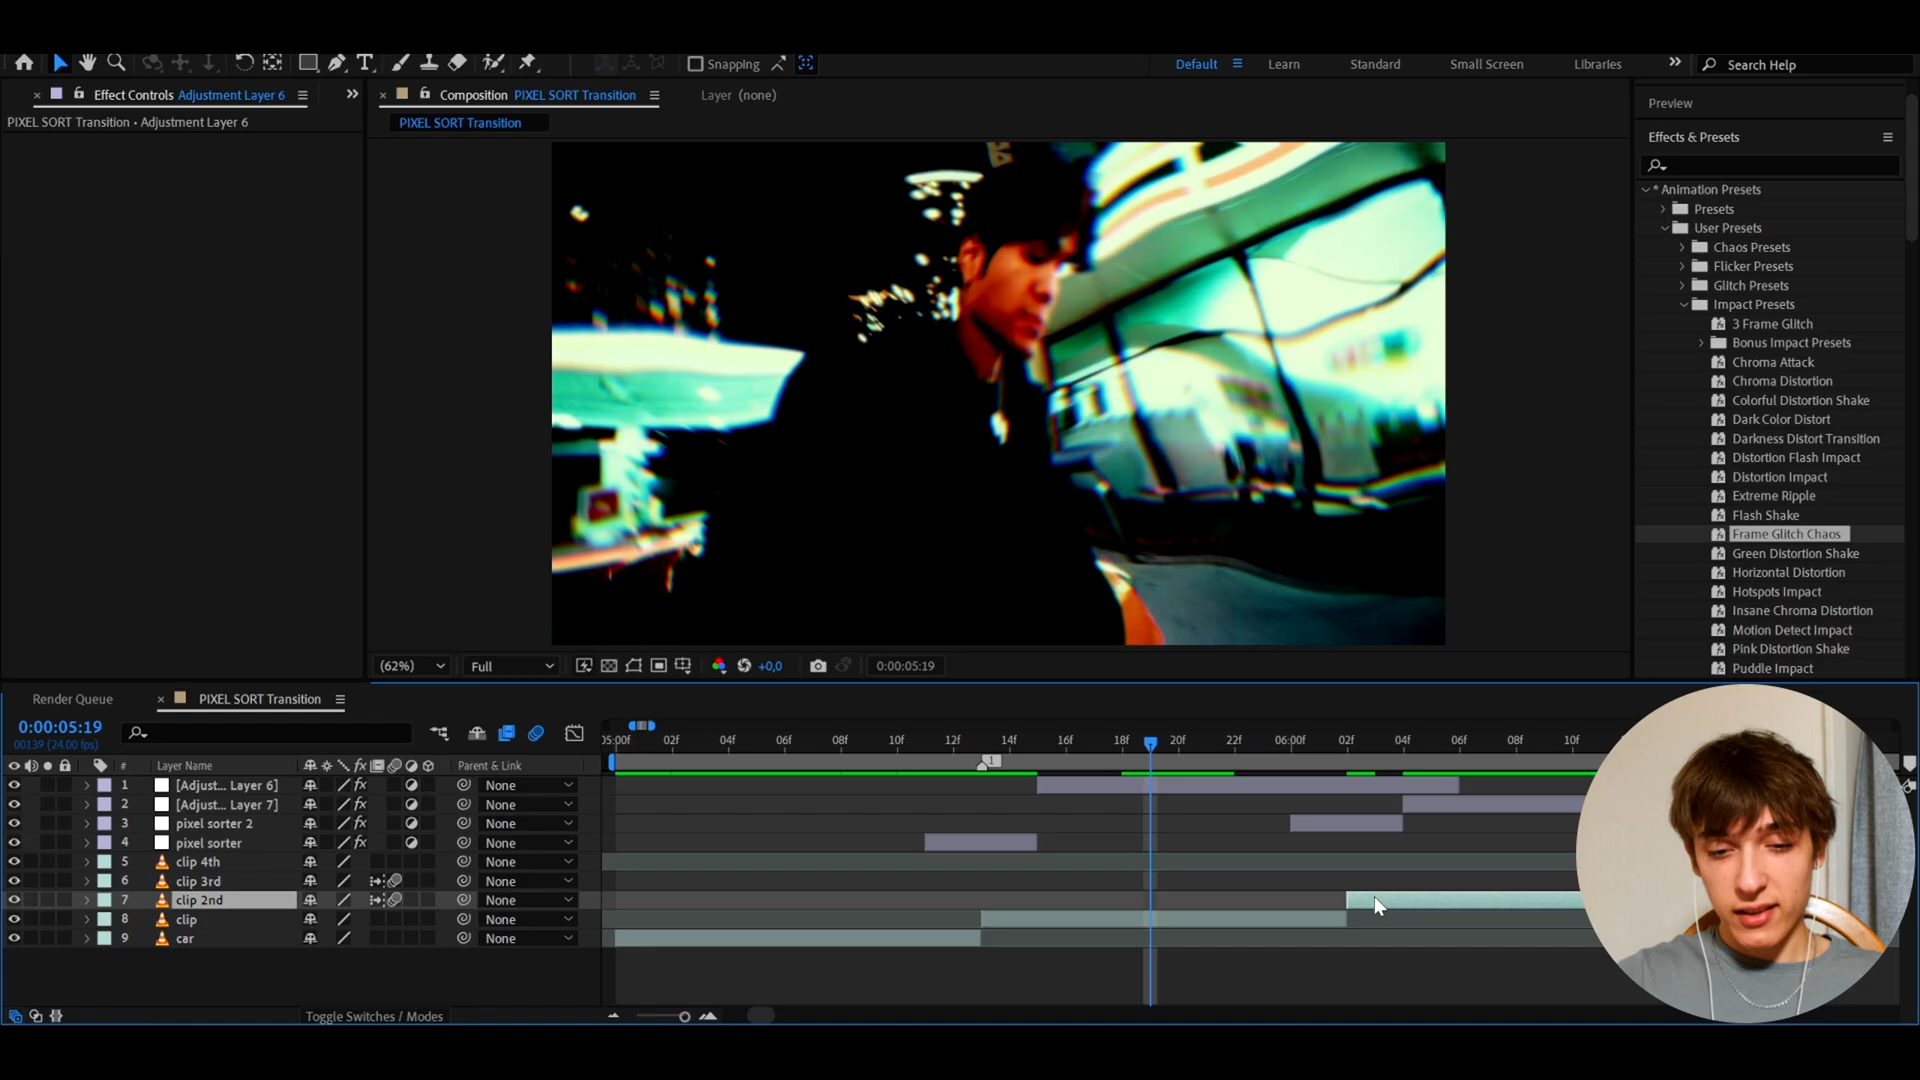 Snapping
Default
Learn
Standard
Small Screen
Libraries
Search Help
Effect Controls Adjustment Layer 6
Composition PIXEL SORT Transition
Layer (none)
Preview
PIXEL SORT Transition • Adjustment Layer 6
PIXEL SORT Transition
Effects & Presets
* Animation Presets
Presets
User Presets
Chaos Presets
Flicker Presets
Glitch Presets
Impact Presets
3 Frame Glitch
Bonus Impact Presets
Chroma Attack
Chroma Distortion
Colorful Distortion Shake
Dark Color Distort
Darkness Distort Transition
Distortion Flash Impact
Distortion Impact
Extreme Ripple
Flash Shake
Frame Glitch Chaos
Green Distortion Shake
Horizontal Distortion
Hotspots Impact
Insane Chroma Distortion
Motion Detect Impact
Pink Distortion Shake
Puddle Impact
(62%)
Full
+0,0
0:00:05:19
Render Queue
PIXEL SORT Transition
0:00:05:19
00139 (24.00 fps)
05:00f 02f 04f 06f 08f 10f 12f 14f 16f 18f 20f 22f 06:00f 02f 04f 06f 08f 10f
1
# Layer Name
fx
Parent & Link
1 [Adjust... Layer 6] fx None
2 [Adjust... Layer 7] fx None
3 pixel sorter 2 fx None
4 pixel sorter fx None
5 clip 4th None
6 clip 3rd None
7 clip 2nd None
8 clip None
9 car None
Toggle Switches / Modes